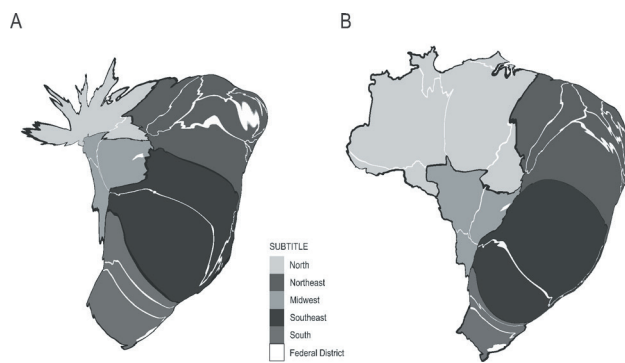 A
B
SUBTITLE
North
Northeast
Midwest
Southeast
South
Federal District